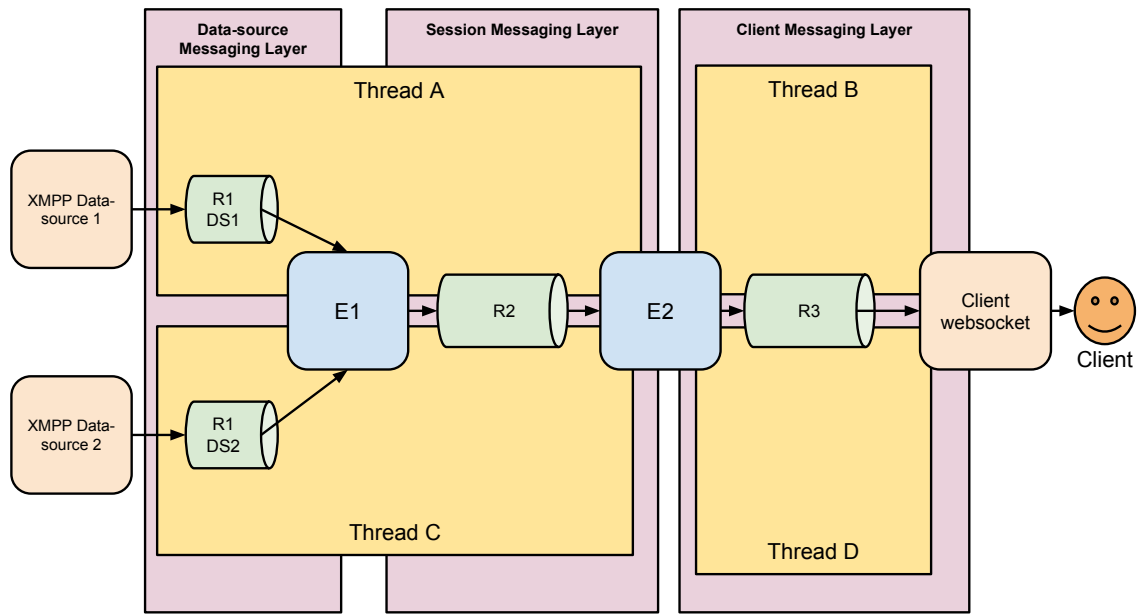 Data-source
Messaging Layer
Session Messaging Layer
Client Messaging Layer
Thread A
Thread B
XMPP Data-
source 1
R1
DS1
E1
R2
E2
R3
Client
websocket
Client
XMPP Data-
source 2
R1
DS2
Thread C
Thread D